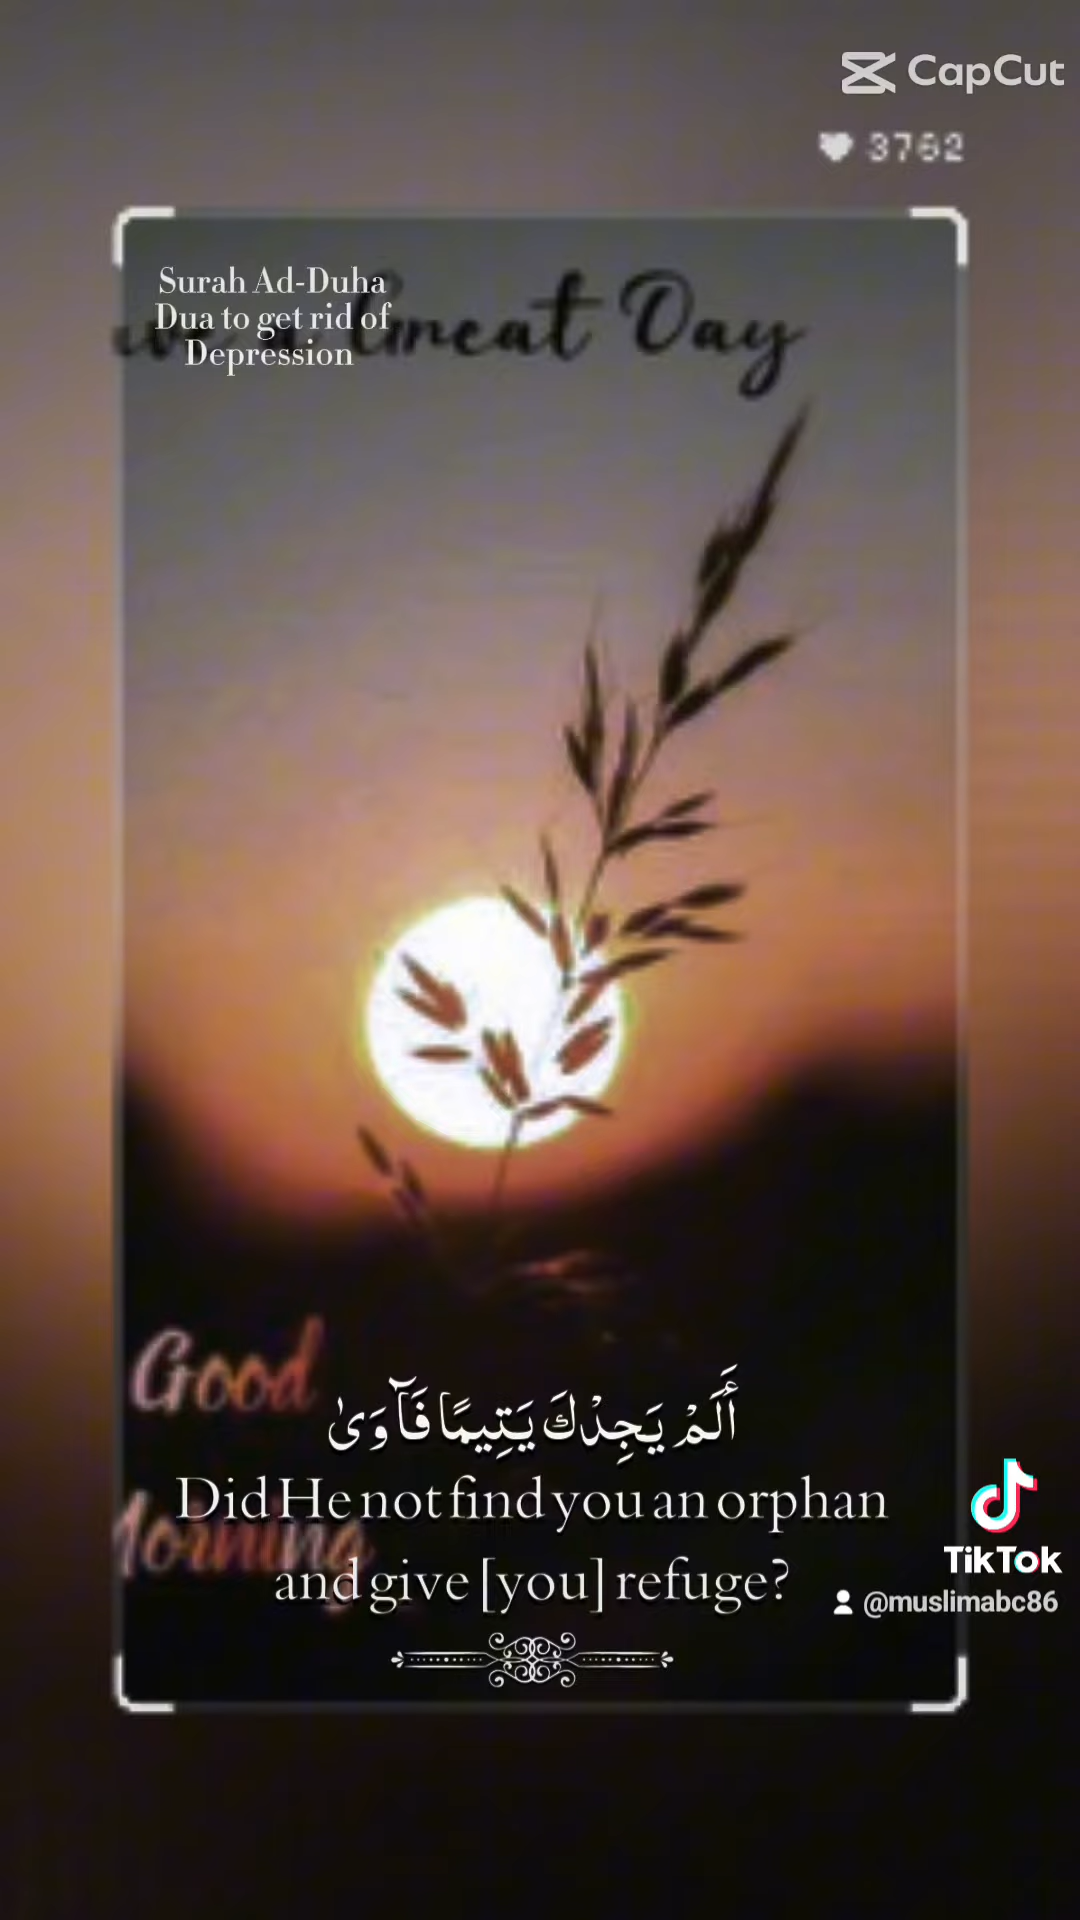 CapCut
3762
Surah Ad-Duha
Dua to get rid of
Depression
Great Day
Good
Morning
أَلَمْ يَجِدْكَ يَتِيمًا فَآوَىٰ
Did He not find you an orphan
and give [you] refuge?
TikTok
@muslimabc86